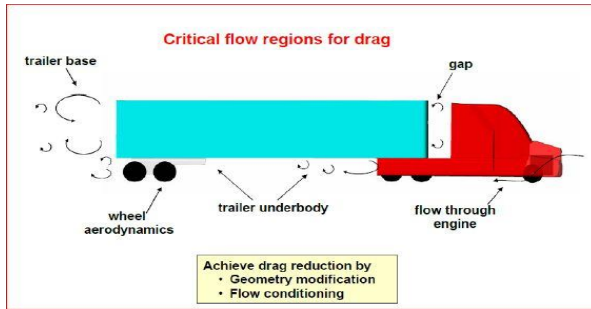 Critical flow regions for drag
trailer base
gap
wheel
aerodynamics
trailer underbody
flow through
engine
Achieve drag reduction by
• Geometry modification
• Flow conditioning